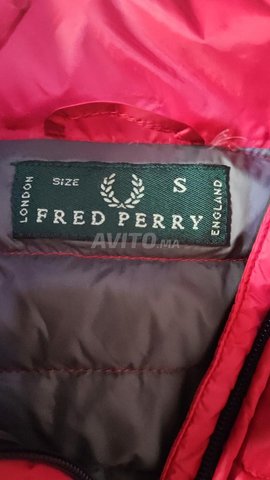 LONDON
SIZE S
FRED PERRY
ENGLAND
AVITO.MA